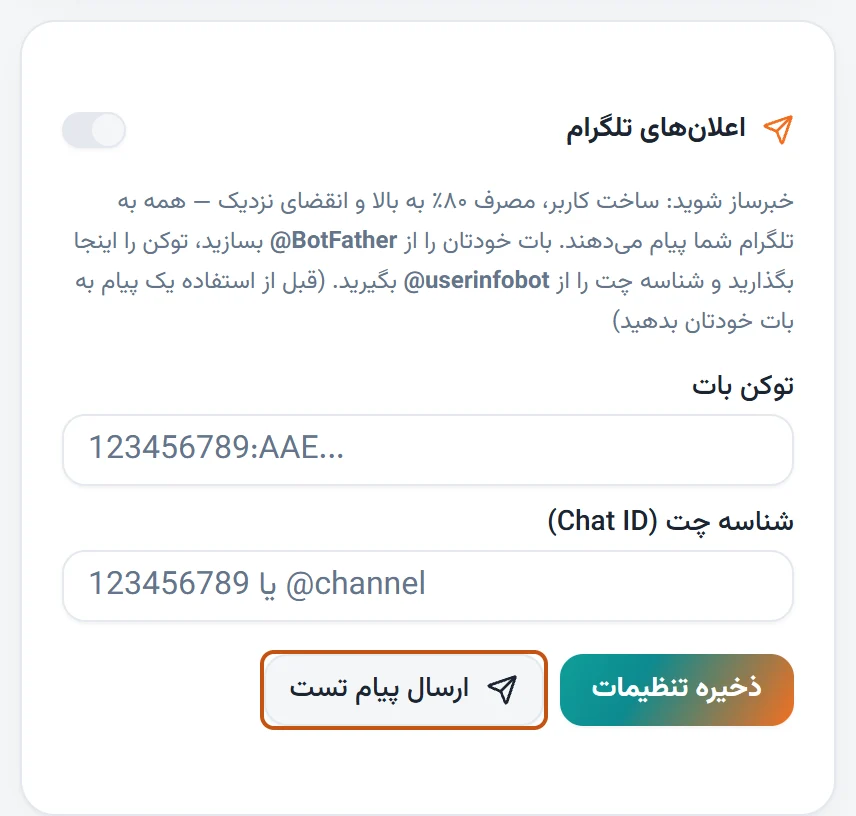 اعلان‌های تلگرام
خبرساز شوید: ساخت کاربر، مصرف ۸۰٪ به بالا و انقضای نزدیک — همه به
تلگرام شما پیام می‌دهند. بات خودتان را از @BotFather بسازید، توکن را اینجا
بگذارید و شناسه چت را از @userinfobot بگیرید. (قبل از استفاده یک پیام به
بات خودتان بدهید)
توکن بات
123456789:AAE...
شناسه چت (Chat ID)
123456789 یا @channel
ذخیره تنظیمات
ارسال پیام تست